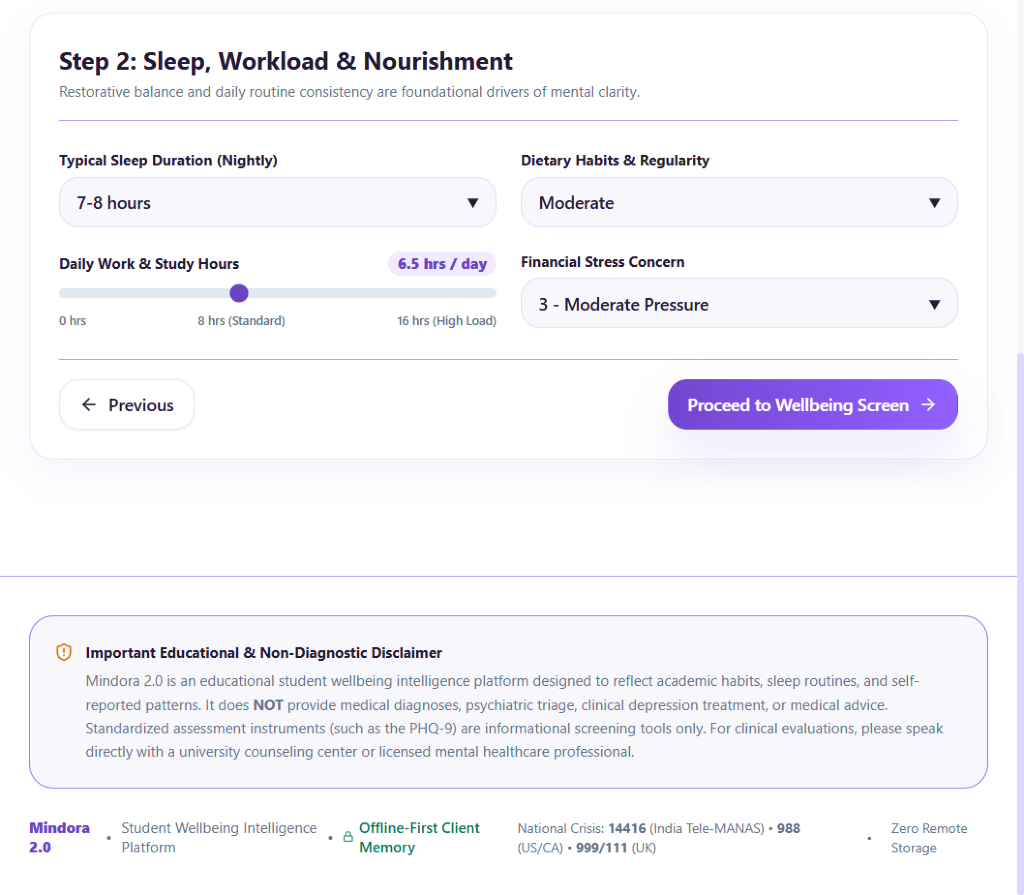 Step 2: Sleep, Workload & Nourishment
Restorative balance and daily routine consistency are foundational drivers of mental clarity.
Typical Sleep Duration (Nightly)
7-8 hours
Dietary Habits & Regularity
Moderate
Daily Work & Study Hours
6.5 hrs / day
0 hrs
8 hrs (Standard)
16 hrs (High Load)
Financial Stress Concern
3 - Moderate Pressure
← Previous
Proceed to Wellbeing Screen →
Important Educational & Non-Diagnostic Disclaimer
Mindora 2.0 is an educational student wellbeing intelligence platform designed to reflect academic habits, sleep routines, and self-
reported patterns. It does NOT provide medical diagnoses, psychiatric triage, clinical depression treatment, or medical advice.
Standardized assessment instruments (such as the PHQ-9) are informational screening tools only. For clinical evaluations, please speak
directly with a university counseling center or licensed mental healthcare professional.
Mindora
2.0
•
Student Wellbeing Intelligence
Platform
•
Offline-First Client
Memory
National Crisis: 14416 (India Tele-MANAS) • 988
(US/CA) • 999/111 (UK)
•
Zero Remote
Storage